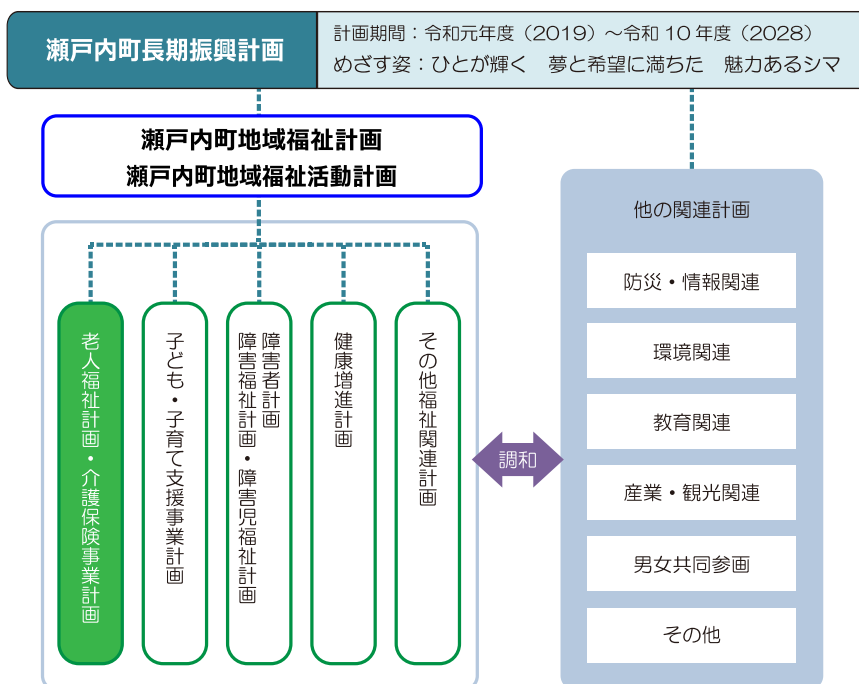 瀬戸内町長期振興計画
計画期間：令和元年度（2019）～令和 10 年度（2028）
めざす姿：ひとが輝く　夢と希望に満ちた　魅力あるシマ
瀬戸内町地域福祉計画
瀬戸内町地域福祉活動計画
老人福祉計画・介護保険事業計画
子ども・子育て支援事業計画
障害者計画
障害福祉計画・障害児福祉計画
健康増進計画
その他福祉関連計画
調和
他の関連計画
防災・情報関連
環境関連
教育関連
産業・観光関連
男女共同参画
その他